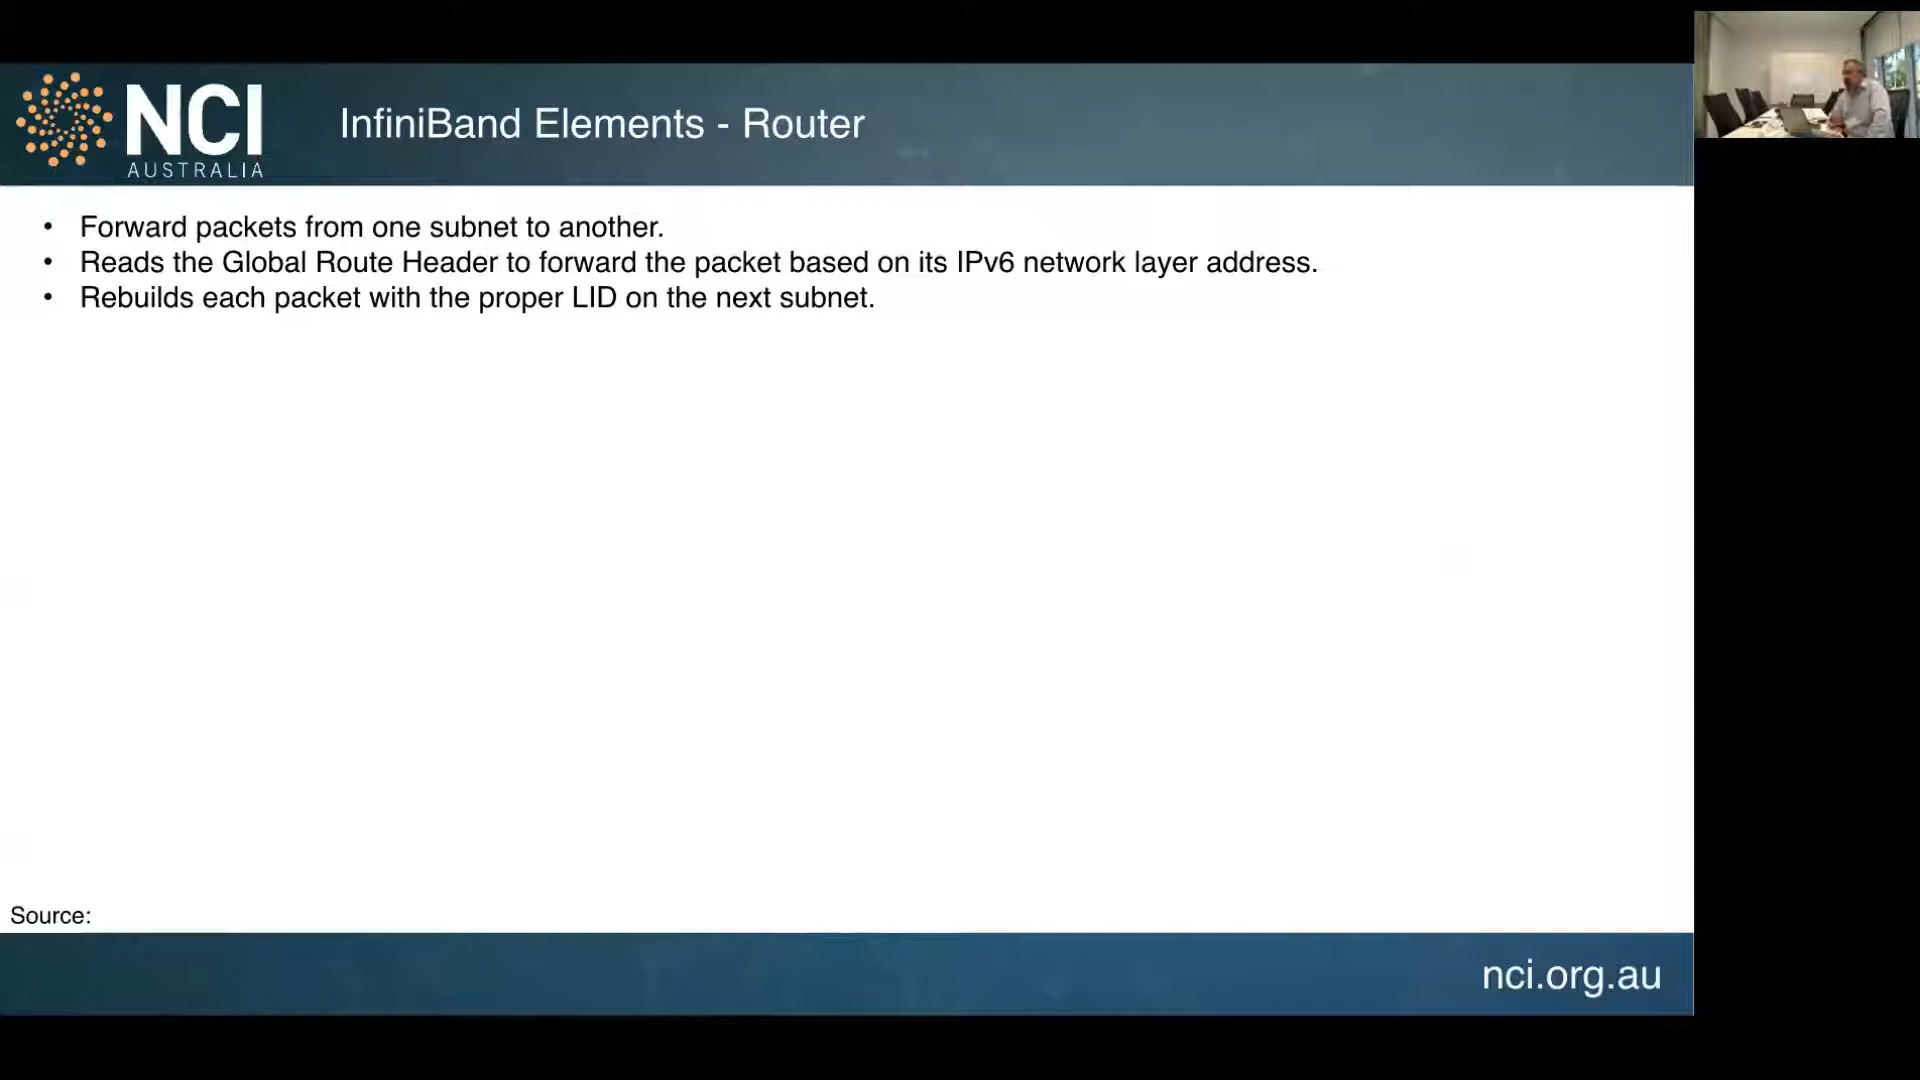 NCI
AUSTRALIA
InfiniBand Elements - Router
• Forward packets from one subnet to another.
• Reads the Global Route Header to forward the packet based on its IPv6 network layer address.
• Rebuilds each packet with the proper LID on the next subnet.
Source:
nci.org.au